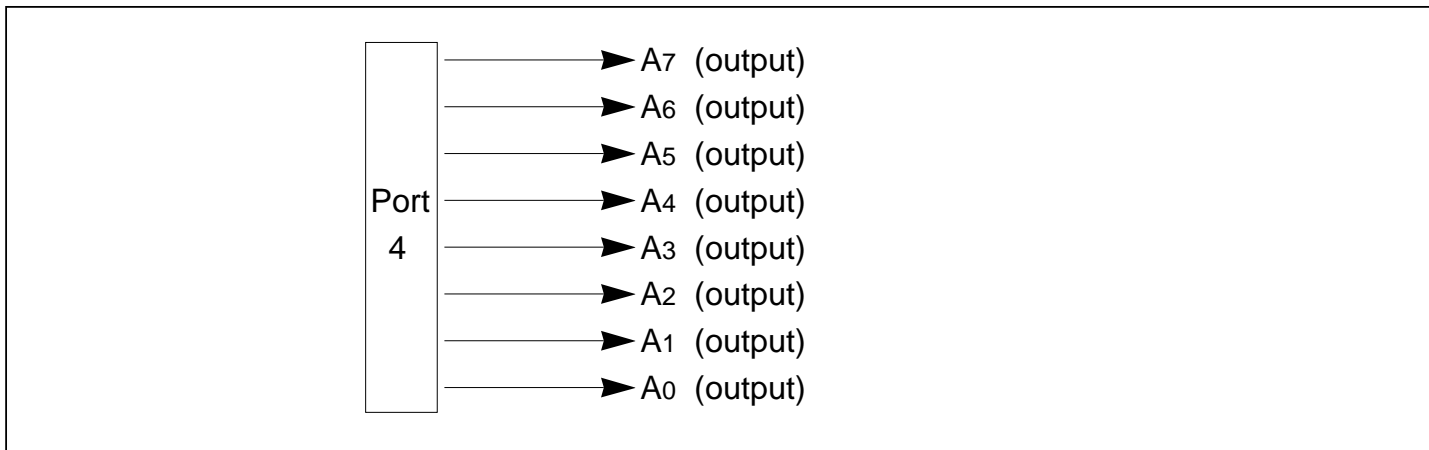 A7 (output)
A6 (output)
A5 (output)
Port
4
A4 (output)
A3 (output)
A2 (output)
A1 (output)
A0 (output)